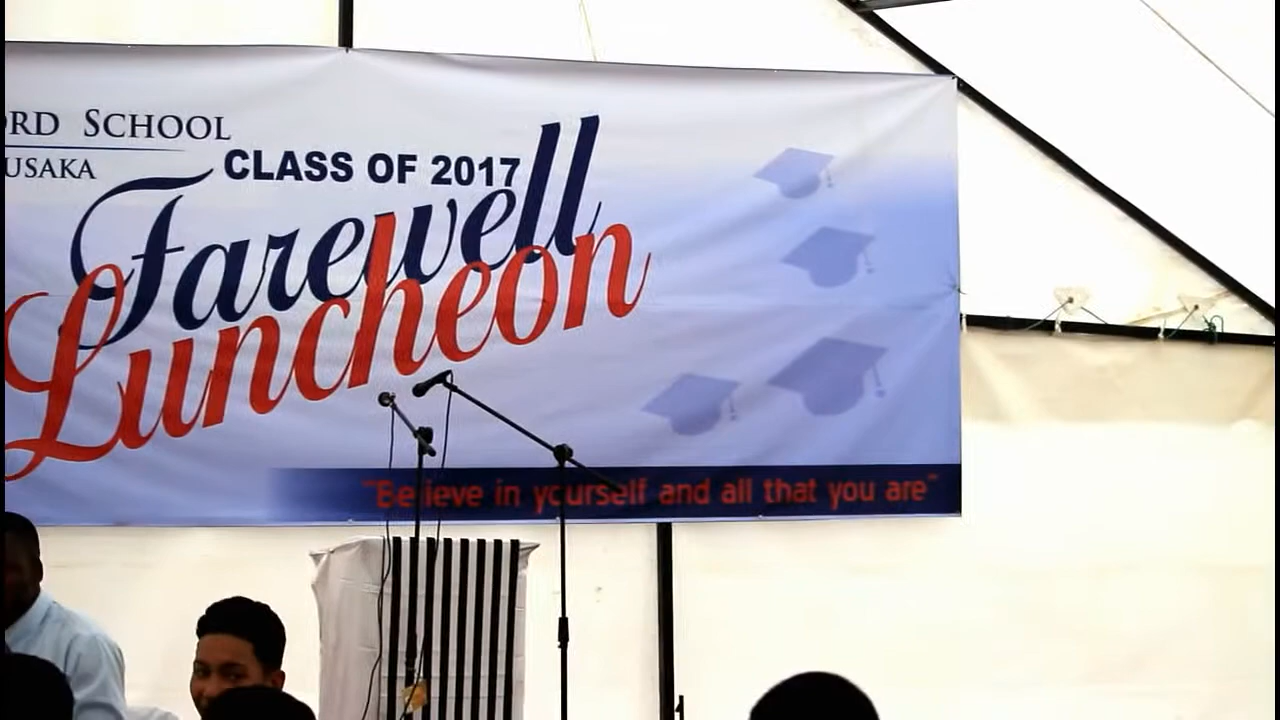 ORD SCHOOL
USAKA
CLASS OF 2017
Farewell
Luncheon
"Believe in yourself and all that you are"